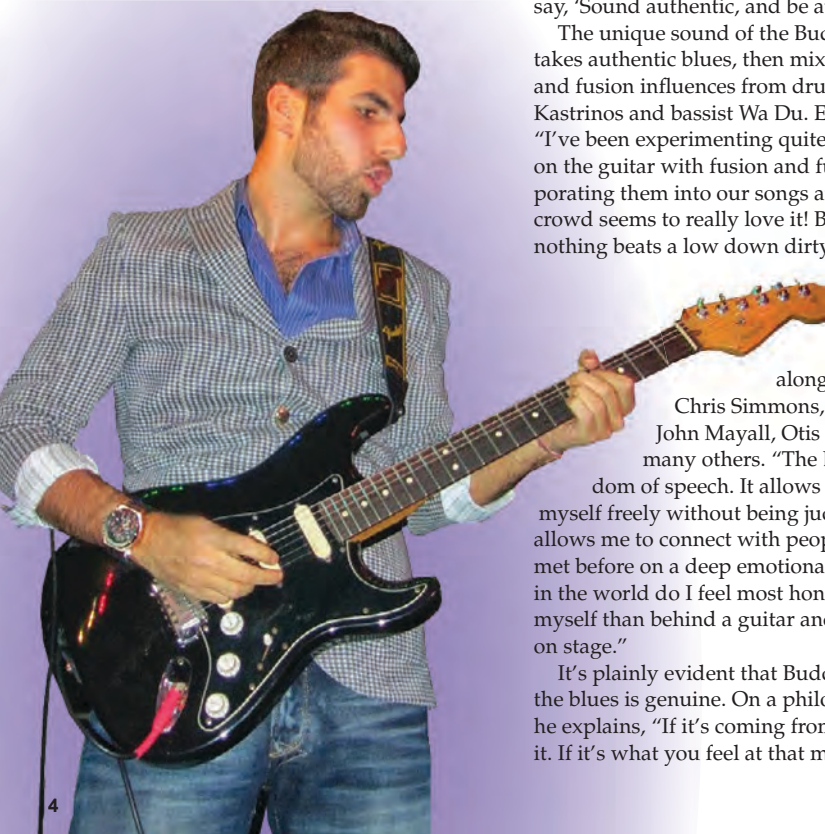 say, ‘Sound authentic, and be a
The unique sound of the Bud
takes authentic blues, then mix
and fusion influences from dru
Kastrinos and bassist Wa Du. E
“I’ve been experimenting quite
on the guitar with fusion and fu
porating them into our songs a
crowd seems to really love it! B
nothing beats a low down dirty
along
Chris Simmons,
John Mayall, Otis
many others. “The
dom of speech. It allows
myself freely without being ju
allows me to connect with peop
met before on a deep emotiona
in the world do I feel most hon
myself than behind a guitar and
on stage.”
It’s plainly evident that Budd
the blues is genuine. On a philo
he explains, “If it’s coming from
it. If it’s what you feel at that m
4